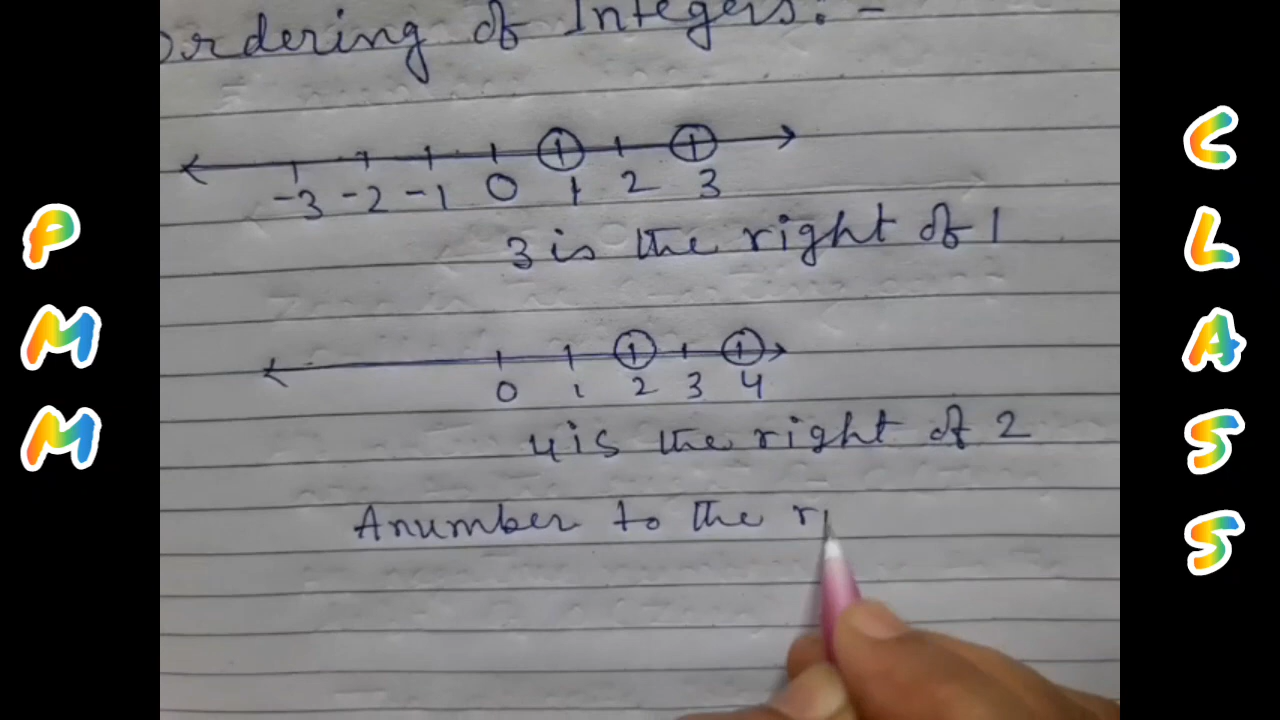 Ordering of Integers:-
-3 -2 -1 0 1 2 3
3 is the right of 1
0 1 2 3 4
4 is the right of 2
A number to the r
PMM
CLASS